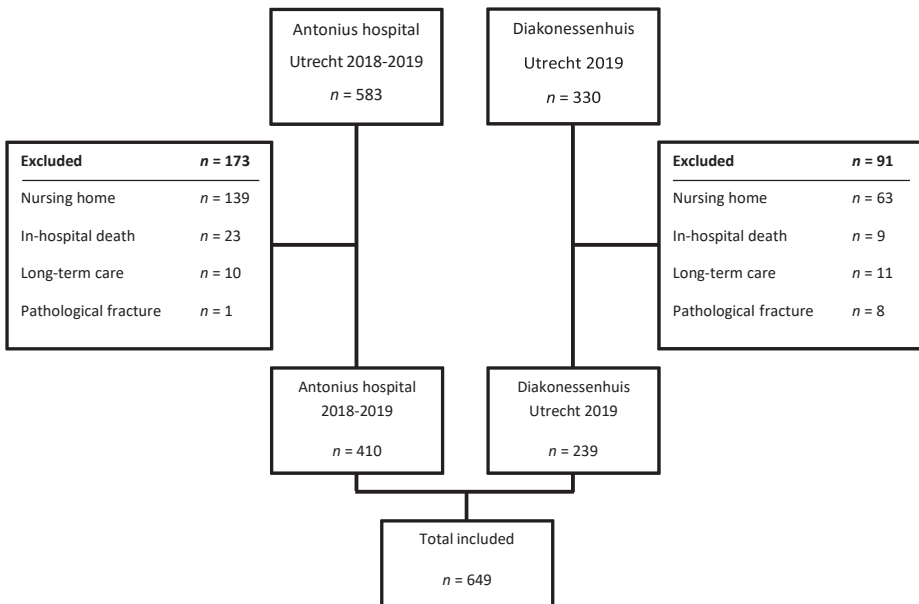 Antonius hospital
Utrecht 2018-2019
n = 583
Diakonessenhuis
Utrecht 2019
n = 330
Excluded n = 173
Nursing home n = 139
In-hospital death n = 23
Long-term care n = 10
Pathological fracture n = 1
Excluded n = 91
Nursing home n = 63
In-hospital death n = 9
Long-term care n = 11
Pathological fracture n = 8
Antonius hospital
2018-2019
n = 410
Diakonessenhuis
Utrecht 2019
n = 239
Total included
n = 649